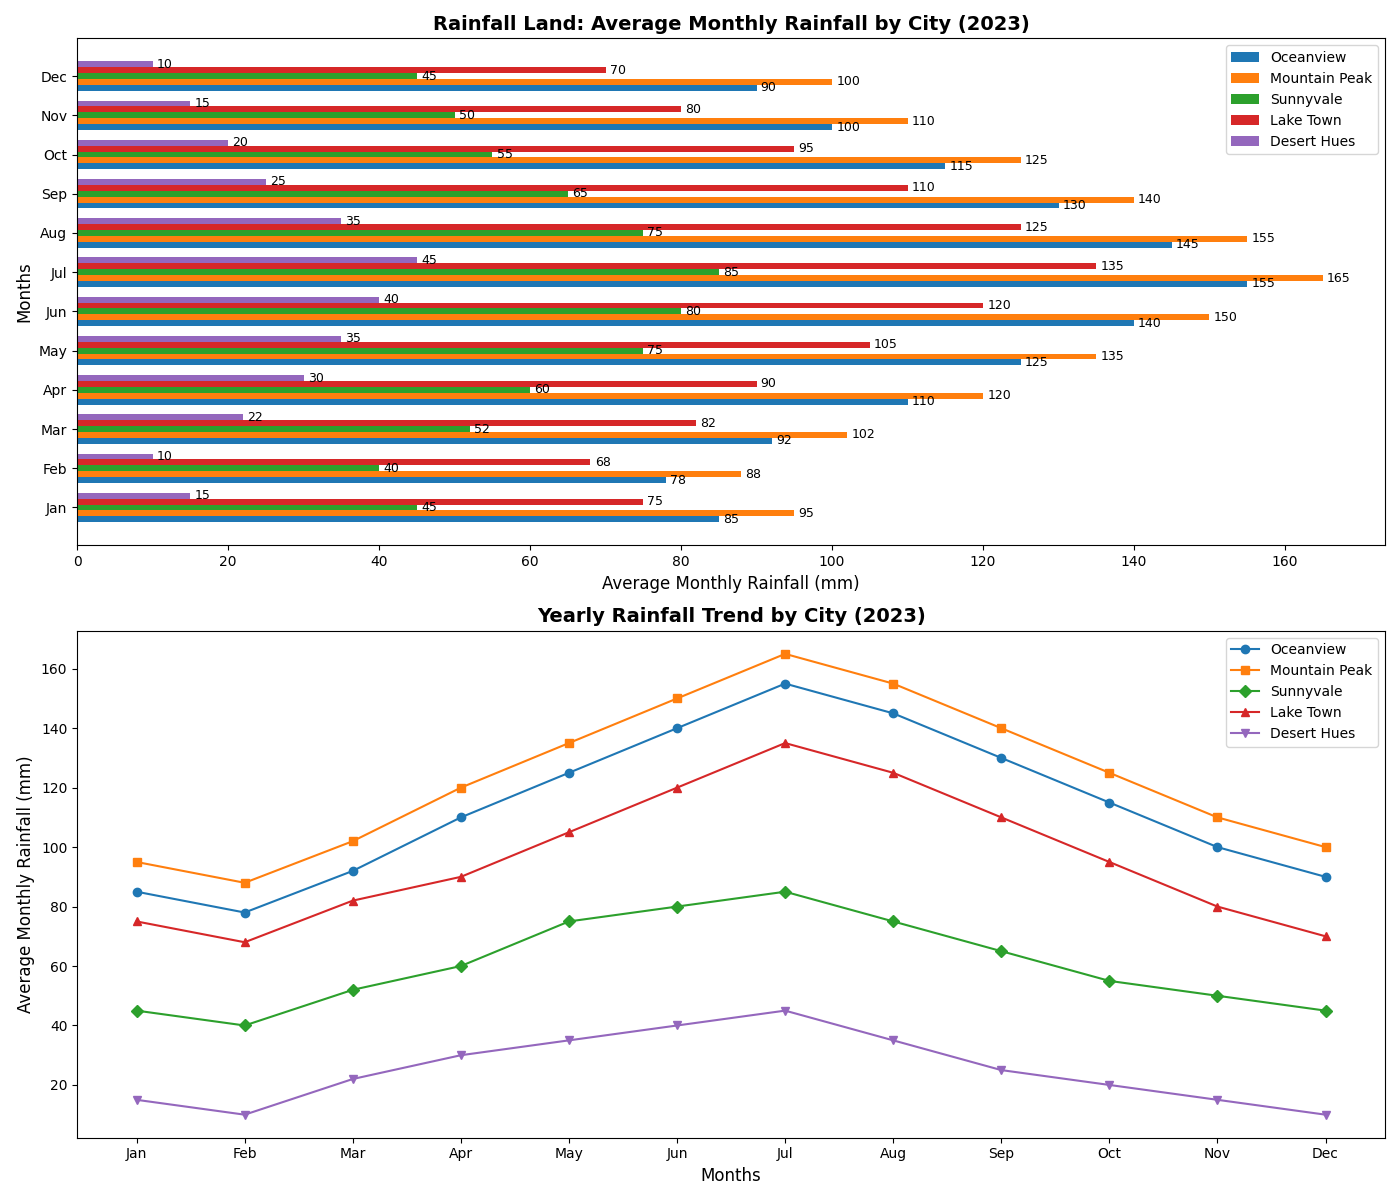 Rainfall Land: Average Monthly Rainfall by City (2023)
Oceanview
Mountain Peak
Sunnyvale
Lake Town
Desert Hues
Months
Dec
10
70
45
100
90
Nov
15
80
50
110
100
Oct
20
95
55
125
115
Sep
25
110
65
140
130
Aug
35
125
75
155
145
Jul
45
135
85
165
155
Jun
40
120
80
150
140
May
35
105
75
135
125
Apr
30
90
60
120
110
Mar
22
82
52
102
92
Feb
10
68
40
88
78
Jan
15
75
45
95
85
0 20 40 60 80 100 120 140 160
Average Monthly Rainfall (mm)
Yearly Rainfall Trend by City (2023)
Oceanview
Mountain Peak
Sunnyvale
Lake Town
Desert Hues
Average Monthly Rainfall (mm)
160
140
120
100
80
60
40
20
Jan Feb Mar Apr May Jun Jul Aug Sep Oct Nov Dec
Months